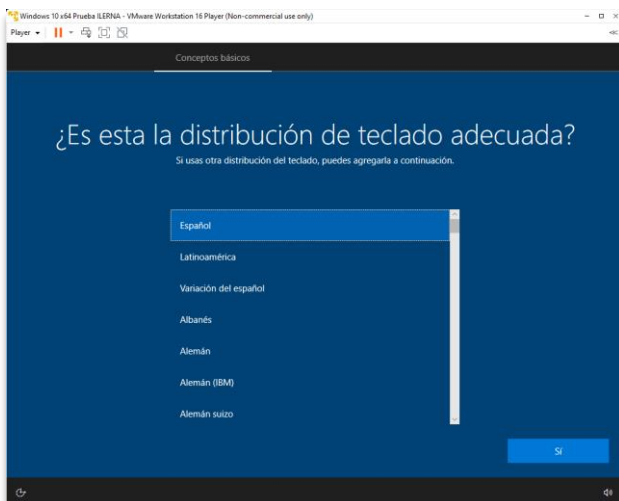 Windows 10 x64 Prueba ILERNA - VMware Workstation 16 Player (Non-commercial use only)
Player
Conceptos básicos
¿Es esta la distribución de teclado adecuada?
Si usas otra distribución del teclado, puedes agregarla a continuación.
Español
Latinoamérica
Variación del español
Albanés
Alemán
Alemán (IBM)
Alemán suizo
Sí